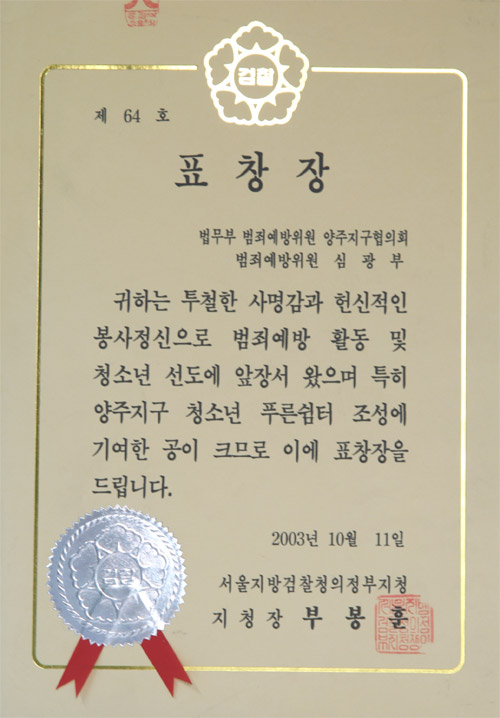 검찰
제 64 호
표 창 장
법무부 범죄예방위원 양주지구협의회
범죄예방위원 심 광 부
귀하는 투철한 사명감과 헌신적인
봉사정신으로 범죄예방 활동 및
청소년 선도에 앞장서 왔으며 특히
양주지구 청소년 푸른쉼터 조성에
기여한 공이 크므로 이에 표창장을
드립니다.
2003년 10월 11일
서울지방검찰청의정부지청
지 청 장 부 봉 훈
검찰